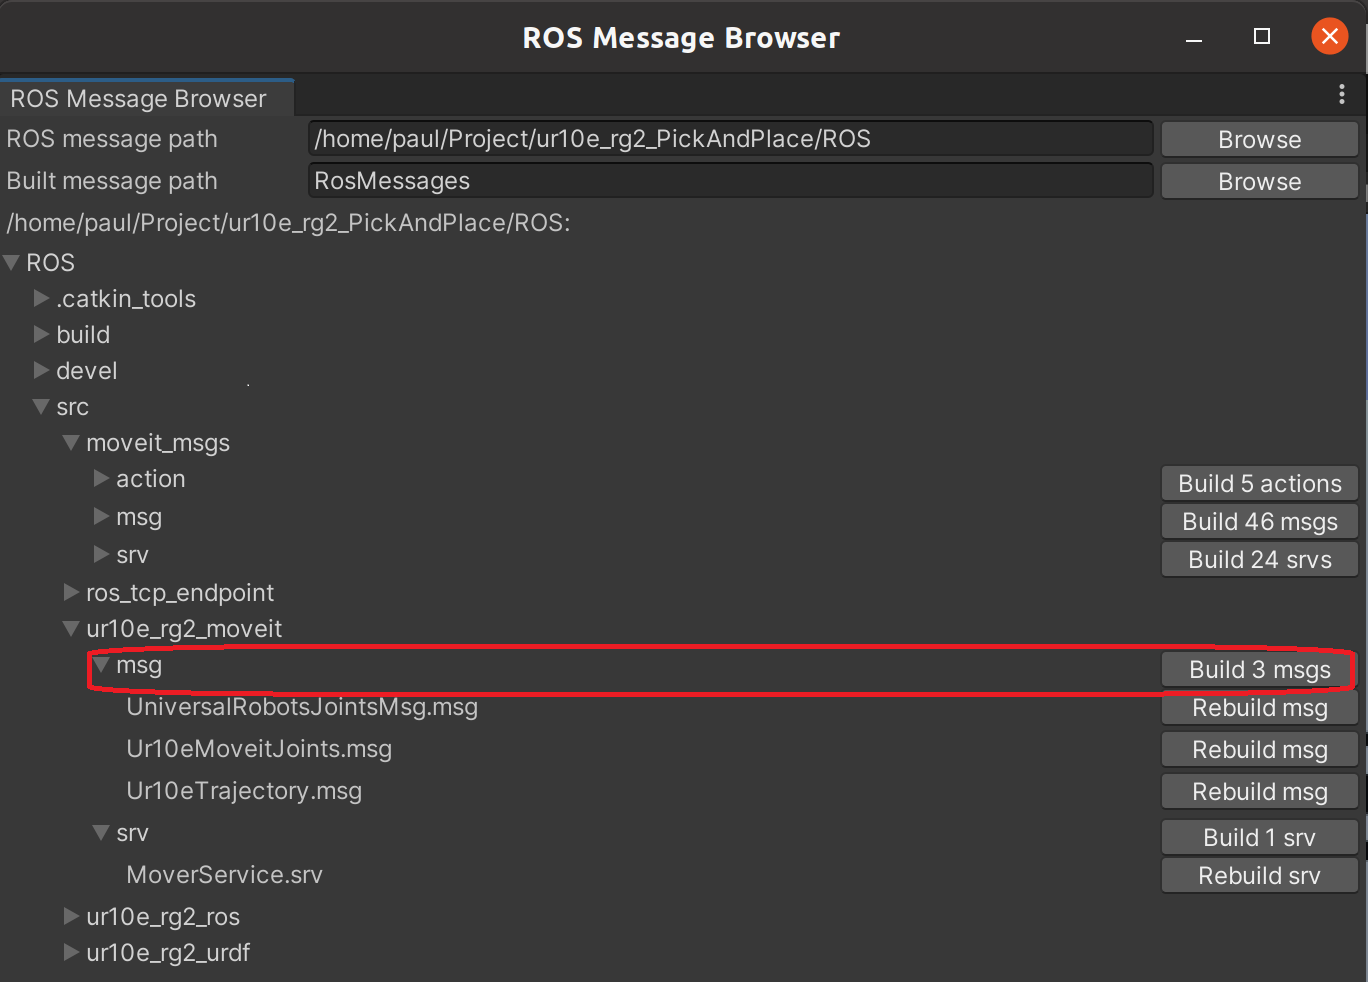 ROS Message Browser
ROS Message Browser
ROS message path /home/paul/Project/ur10e_rg2_PickAndPlace/ROS Browse
Built message path RosMessages Browse
/home/paul/Project/ur10e_rg2_PickAndPlace/ROS:
ROS
.catkin_tools
build
devel
src
moveit_msgs
action Build 5 actions
msg Build 46 msgs
srv Build 24 srvs
ros_tcp_endpoint
ur10e_rg2_moveit
msg Build 3 msgs
UniversalRobotsJointsMsg.msg Rebuild msg
Ur10eMoveitJoints.msg Rebuild msg
Ur10eTrajectory.msg Rebuild msg
srv Build 1 srv
MoverService.srv Rebuild srv
ur10e_rg2_ros
ur10e_rg2_urdf